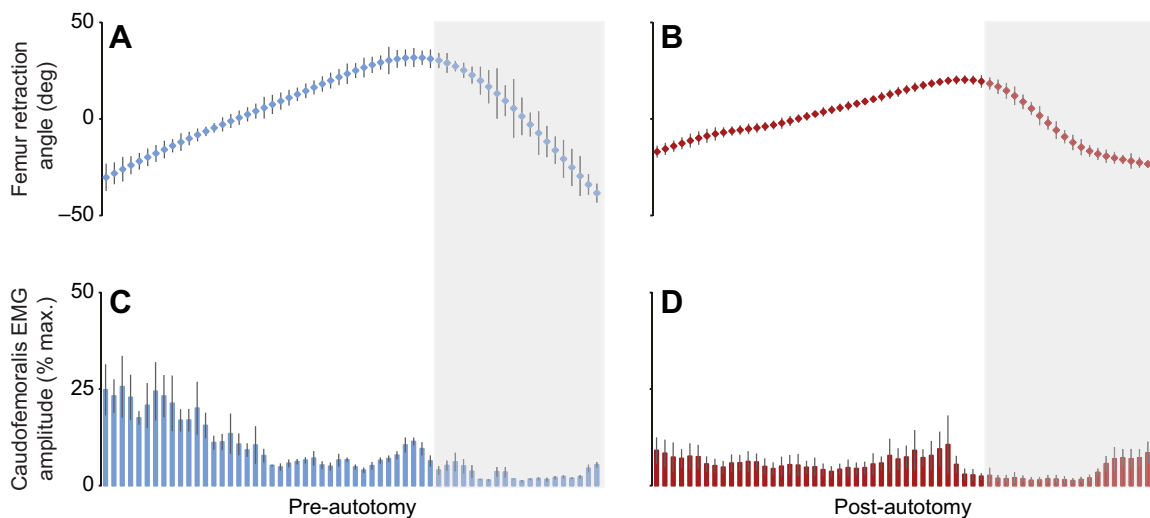 Femur retraction
angle (deg)
50
0
–50
A
B
Caudofemoralis EMG
amplitude (% max.)
50
25
0
C
D
Pre-autotomy
Post-autotomy